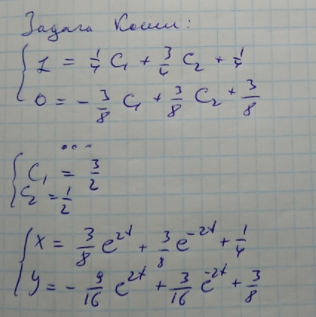 Задача Коши:
1 = 1/4 C₁ + 3/4 C₂ + 1/4
0 = - 3/8 C₁ + 3/8 C₂ + 3/8
...
C₁ = 3/2
C₂ = 1/2
x = 3/8 e^2t + 3/8 e^-2t + 1/4
y = - 9/16 e^2t + 3/16 e^-2t + 3/8